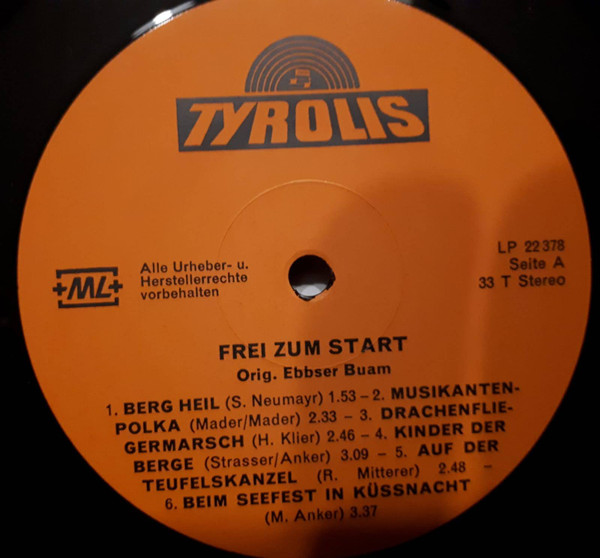 TYROLIS
LP 22 378
Seite A
33 T Stereo
+ML+
Alle Urheber- u.
Herstellerrechte
vorbehalten
FREI ZUM START
Orig. Ebbser Buam
1. BERG HEIL (S. Neumayr) 1.53 – 2. MUSIKANTEN-
POLKA (Mader/Mader) 2.33 – 3. DRACHENFLIE-
GERMARSCH (H. Klier) 2.46 – 4. KINDER DER
BERGE (Strasser/Anker) 3.09 – 5. AUF DER
TEUFELSKANZEL (R. Mitterer) 2.48 –
6. BEIM SEEFEST IN KÜSSNACHT
(M. Anker) 3.37